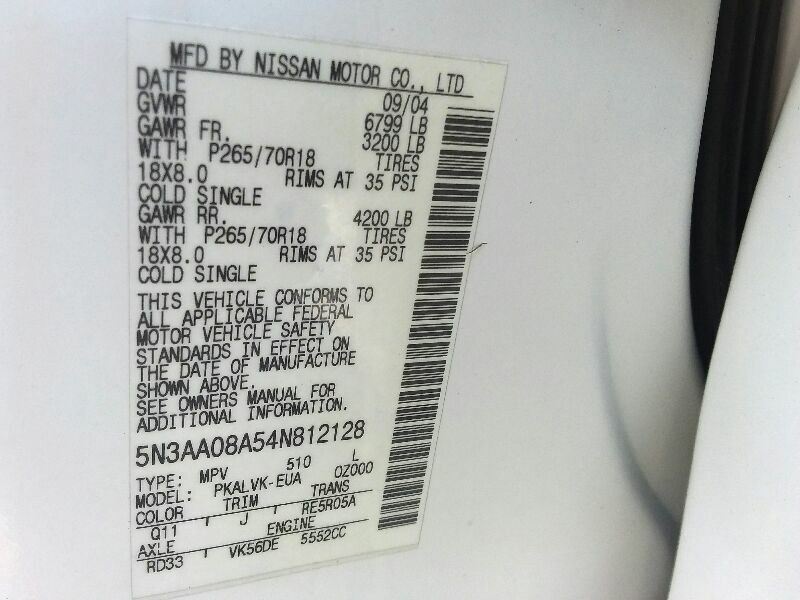 MFD BY NISSAN MOTOR CO., LTD
DATE 09/04
GVWR 6799 LB
GAWR FR. 3200 LB
WITH P265/70R18 TIRES
18X8.0 RIMS AT 35 PSI
COLD SINGLE
GAWR RR. 4200 LB
WITH P265/70R18 TIRES
18X8.0 RIMS AT 35 PSI
COLD SINGLE
THIS VEHICLE CONFORMS TO
ALL APPLICABLE FEDERAL
MOTOR VEHICLE SAFETY
STANDARDS IN EFFECT ON
THE DATE OF MANUFACTURE
SHOWN ABOVE.
SEE OWNERS MANUAL FOR
ADDITIONAL INFORMATION.
5N3AA08A54N812128
TYPE: MPV 510 L
MODEL: PKALVK-EUA OZ000
COLOR TRIM TRANS
Q11 J RE5R05A
AXLE ENGINE
RD33 VK56DE 5552CC